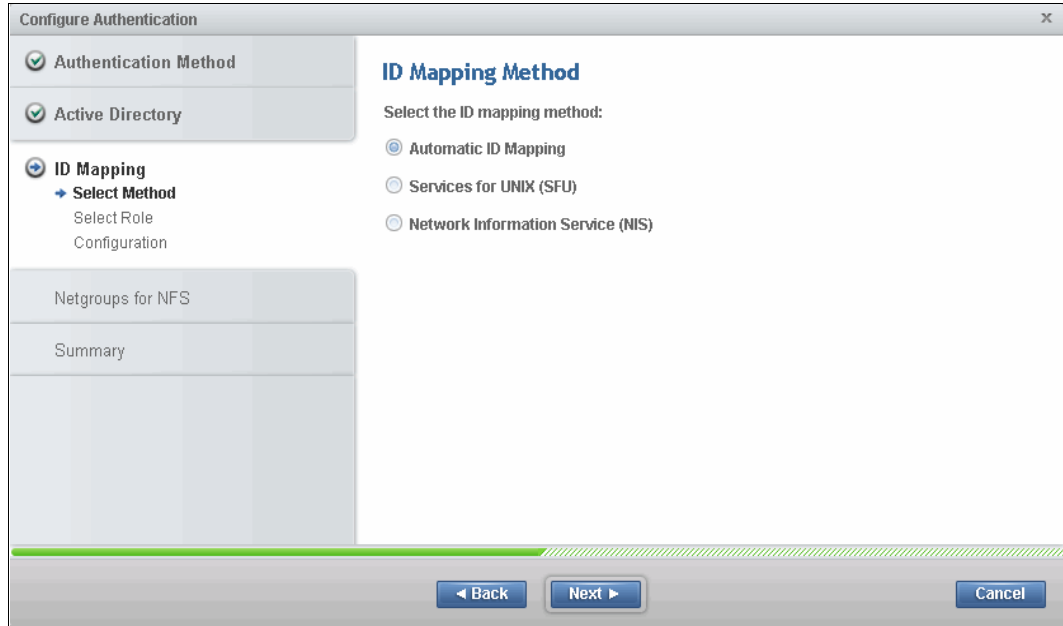 Configure Authentication
x
Authentication Method
Active Directory
ID Mapping
Select Method
Select Role
Configuration
Netgroups for NFS
Summary
ID Mapping Method
Select the ID mapping method:
Automatic ID Mapping
Services for UNIX (SFU)
Network Information Service (NIS)
Back
Next
Cancel